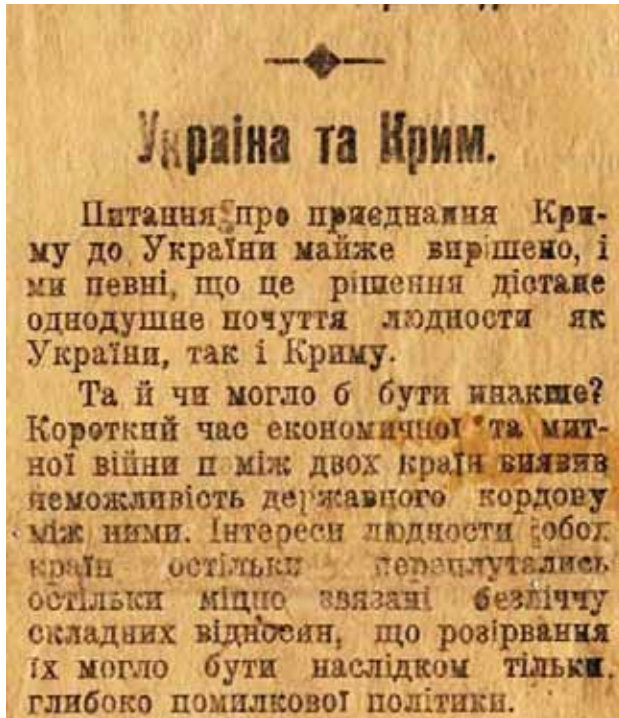 Україна та Крим.
Питання про приєднання Кри-
му до України майже вирішено, і
ми певні, що це рішення дістане
однодушне почуття людности як
України, так і Криму.
Та й чи могло б бути инакше?
Короткий час економичної та мит-
ної війни п між двох країн виявив
неможливість державного кордону
між ними. Інтереси людности обох
країн остільки переплутались
остільки міцно звязані безліччу
складних відносин, що розірвання
їх могло бути наслідком тільки
глибоко помилкової політики.